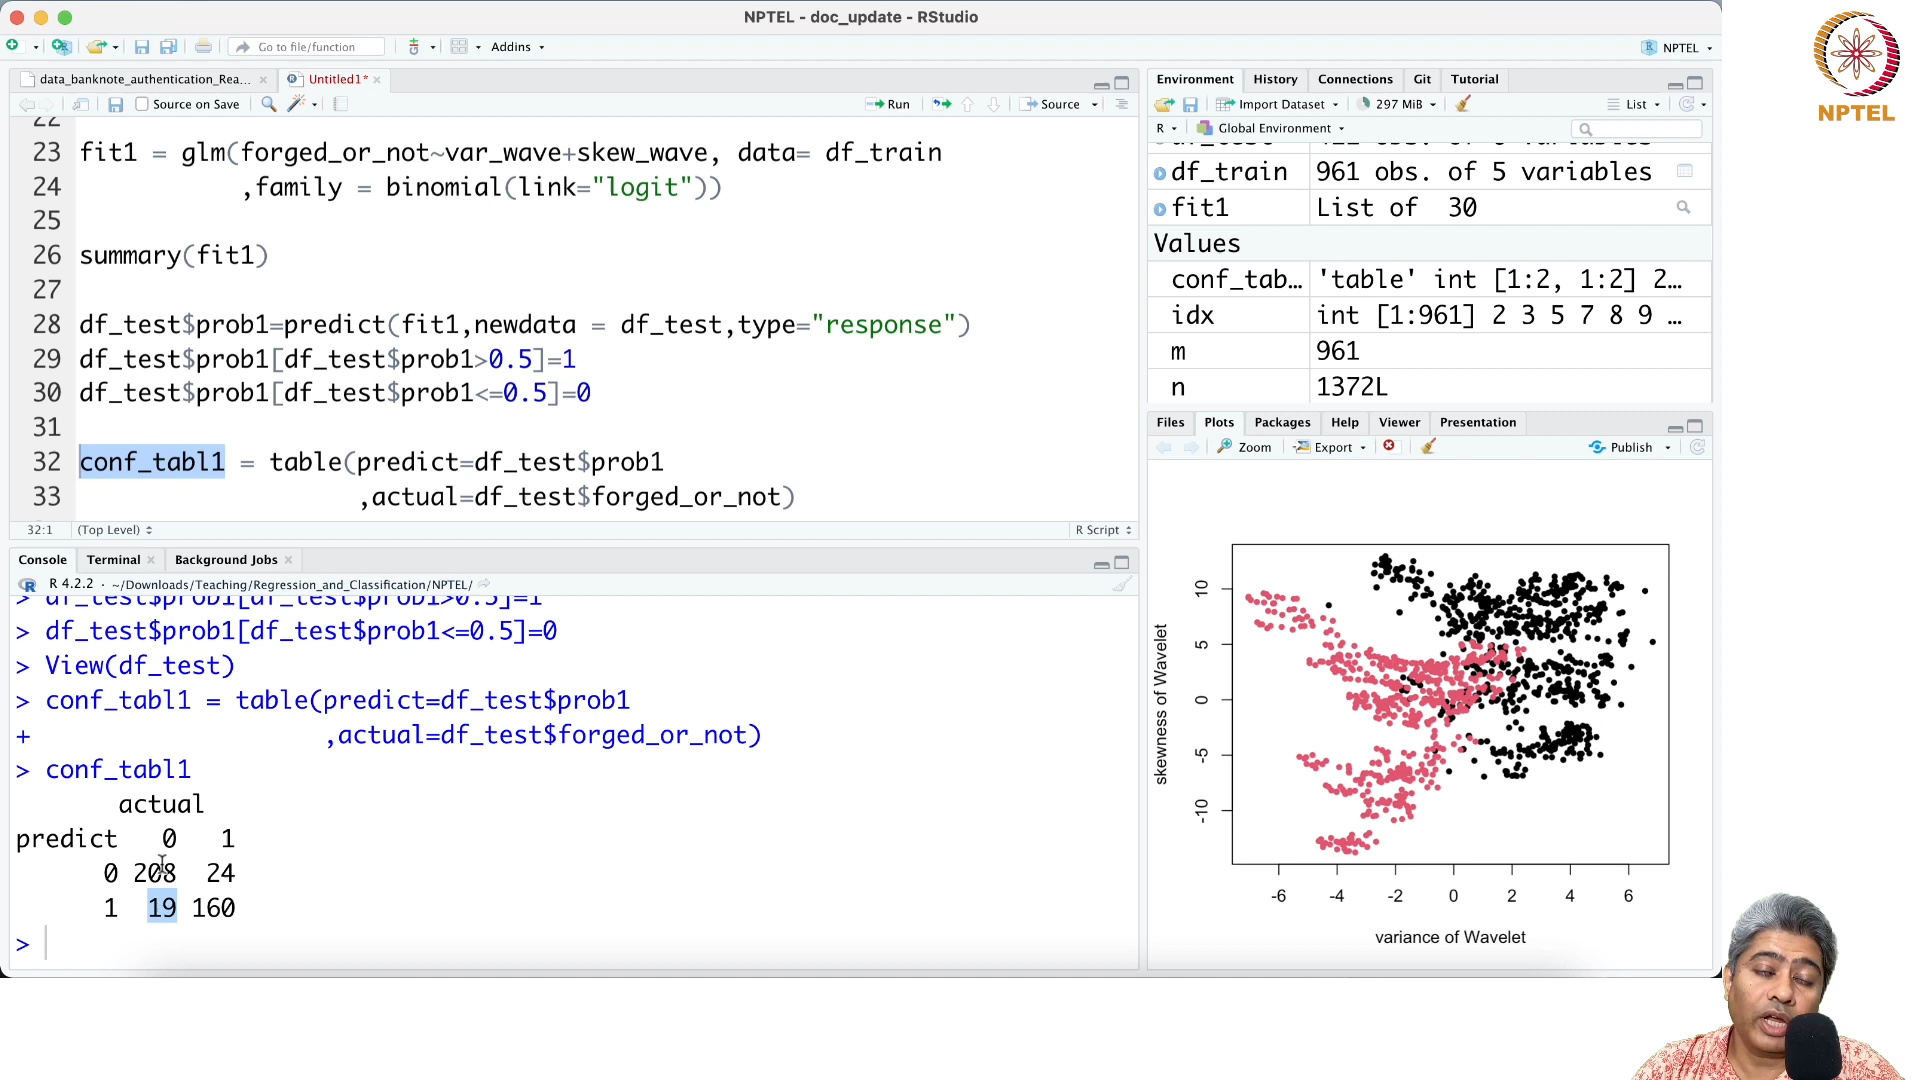 NPTEL - doc_update - RStudio
Go to file/function
Addins
NPTEL
NPTEL
data_banknote_authentication_Rea...
Untitled1*
Source on Save
Run
Source
22
23 fit1 = glm(forged_or_not~var_wave+skew_wave, data= df_train
24 ,family = binomial(link="logit"))
25
26 summary(fit1)
27
28 df_test$prob1=predict(fit1,newdata = df_test,type="response")
29 df_test$prob1[df_test$prob1>0.5]=1
30 df_test$prob1[df_test$prob1<=0.5]=0
31
32 conf_tabl1 = table(predict=df_test$prob1
33 ,actual=df_test$forged_or_not)
32:1 (Top Level) R Script
Console Terminal Background Jobs
R 4.2.2 · ~/Downloads/Teaching/Regression_and_Classification/NPTEL/
> df_test$prob1[df_test$prob1>0.5]=1
> df_test$prob1[df_test$prob1<=0.5]=0
> View(df_test)
> conf_tabl1 = table(predict=df_test$prob1
+ ,actual=df_test$forged_or_not)
> conf_tabl1
actual
predict 0 1
0 208 24
1 19 160
>
Environment History Connections Git Tutorial
Import Dataset 297 MiB List
R Global Environment
df_train 961 obs. of 5 variables
fit1 List of 30
Values
conf_tab... 'table' int [1:2, 1:2] 2...
idx int [1:961] 2 3 5 7 8 9 ...
m 961
n 1372L
Files Plots Packages Help Viewer Presentation
Zoom Export Publish
skewness of Wavelet
10
5
0
-5
-10
-6 -4 -2 0 2 4 6
variance of Wavelet